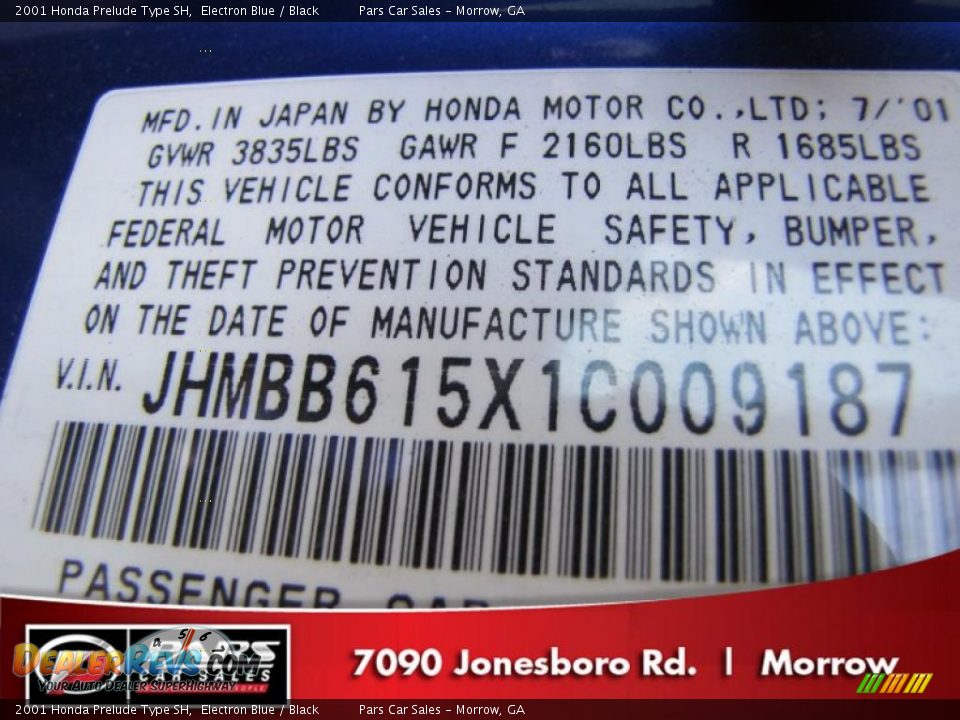 2001 Honda Prelude Type SH, Electron Blue / Black Pars Car Sales - Morrow, GA
MFD. IN JAPAN BY HONDA MOTOR CO., LTD; 7/'01
GVWR 3835LBS GAWR F 2160LBS R 1685LBS
THIS VEHICLE CONFORMS TO ALL APPLICABLE
FEDERAL MOTOR VEHICLE SAFETY, BUMPER,
AND THEFT PREVENTION STANDARDS IN EFFECT
ON THE DATE OF MANUFACTURE SHOWN ABOVE:
V.I.N. JHMBB615X1C009187
PASSENGER CAR
DEALERREVS.COM
YOUR AUTO DEALER SUPERHIGHWAY
7090 Jonesboro Rd. | Morrow
2001 Honda Prelude Type SH, Electron Blue / Black Pars Car Sales - Morrow, GA